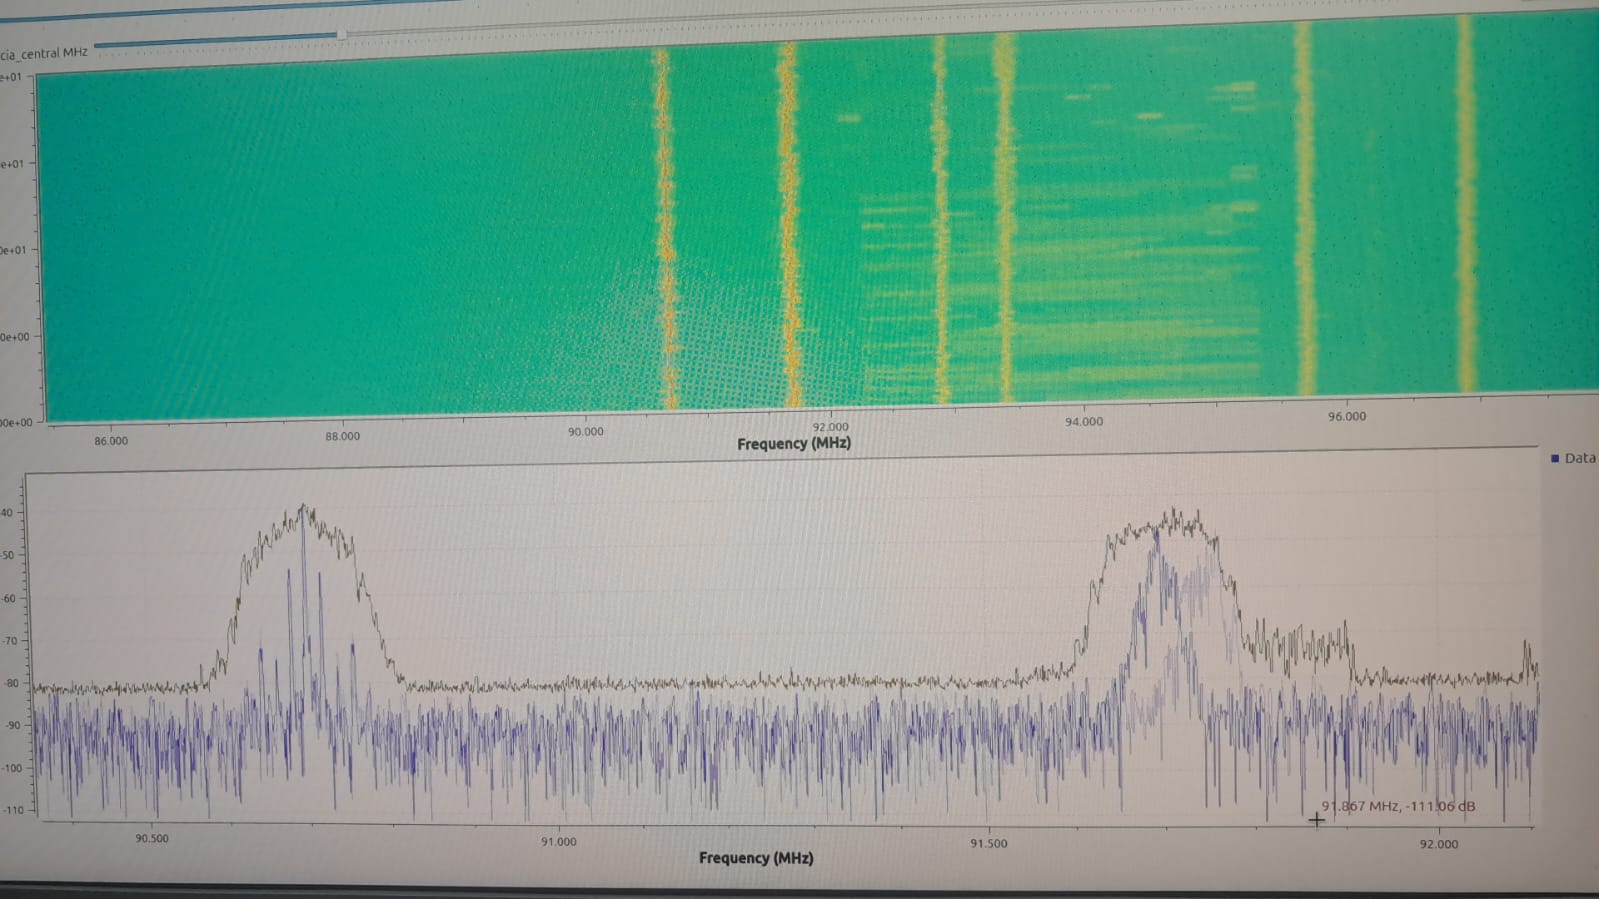 cia_central MHz
e+01
e+01
0e+01
0e+00
00e+00
86.000 88.000 90.000 92.000 94.000 96.000
Frequency (MHz)
Data
-40
-50
-60
-70
-80
-90
-100
-110
91.867 MHz, -111.06 dB
90.500 91.000 91.500 92.000
Frequency (MHz)